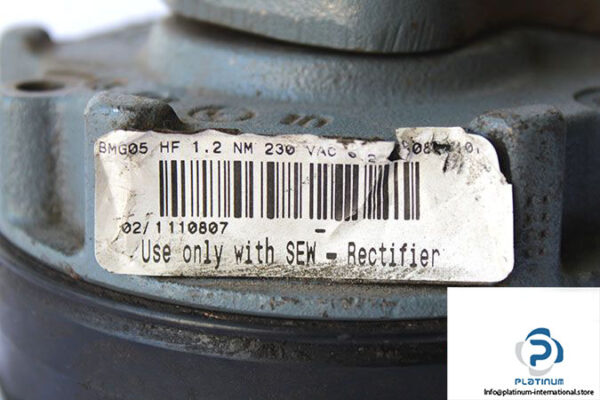 BMG05 HF 1.2 NM 230 VAC
02/1110807
Use only with SEW - Rectifier
PLATINUM
Info@platinum-international.store